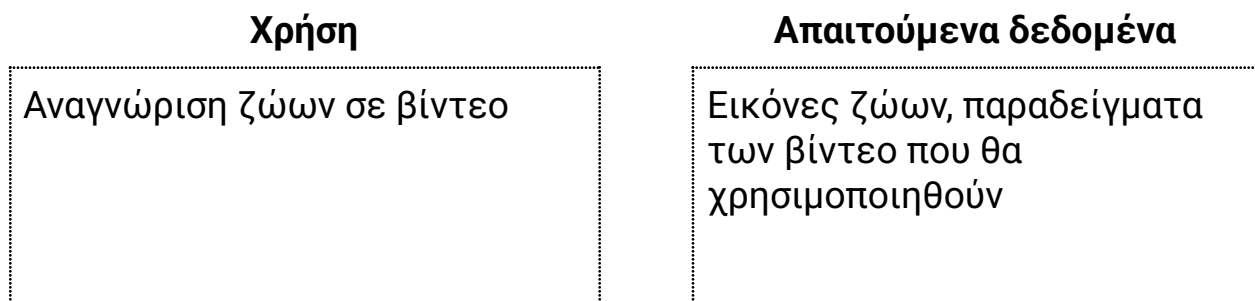 Χρήση
Απαιτούμενα δεδομένα
Αναγνώριση ζώων σε βίντεο
Εικόνες ζώων, παραδείγματα
των βίντεο που θα
χρησιμοποιηθούν